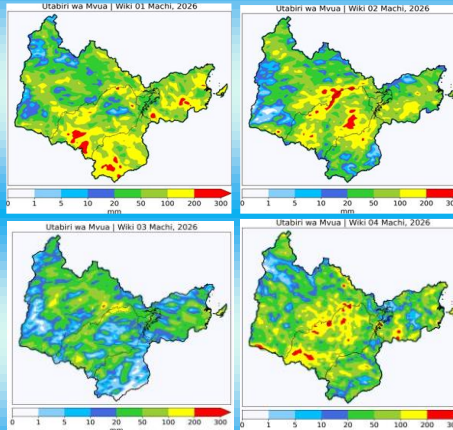 Utabiri wa Mvua | Wiki 01 Machi, 2026
0 1 5 10 20 50 100 200 300
mm
Utabiri wa Mvua | Wiki 02 Machi, 2026
0 1 5 10 20 50 100 200 300
mm
Utabiri wa Mvua | Wiki 03 Machi, 2026
0 1 5 10 20 50 100 200 300
mm
Utabiri wa Mvua | Wiki 04 Machi, 2026
0 1 5 10 20 50 100 200 300
mm